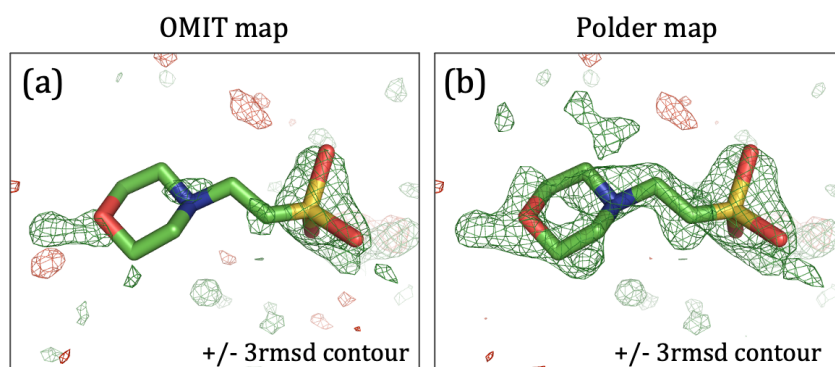 OMIT map
Polder map
(a)
(b)
+/- 3rmsd contour
+/- 3rmsd contour